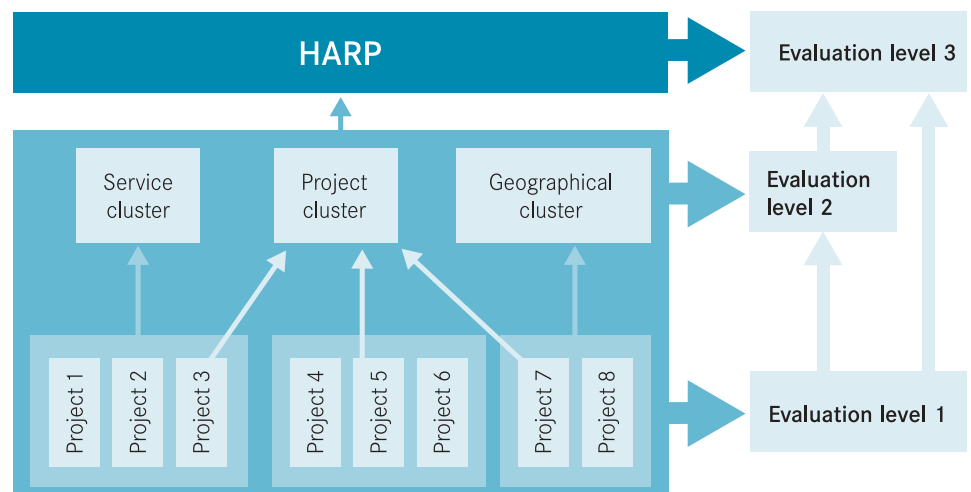 HARP
Evaluation level 3
Service
cluster
Project
cluster
Geographical
cluster
Evaluation
level 2
Project 1
Project 2
Project 3
Project 4
Project 5
Project 6
Project 7
Project 8
Evaluation level 1